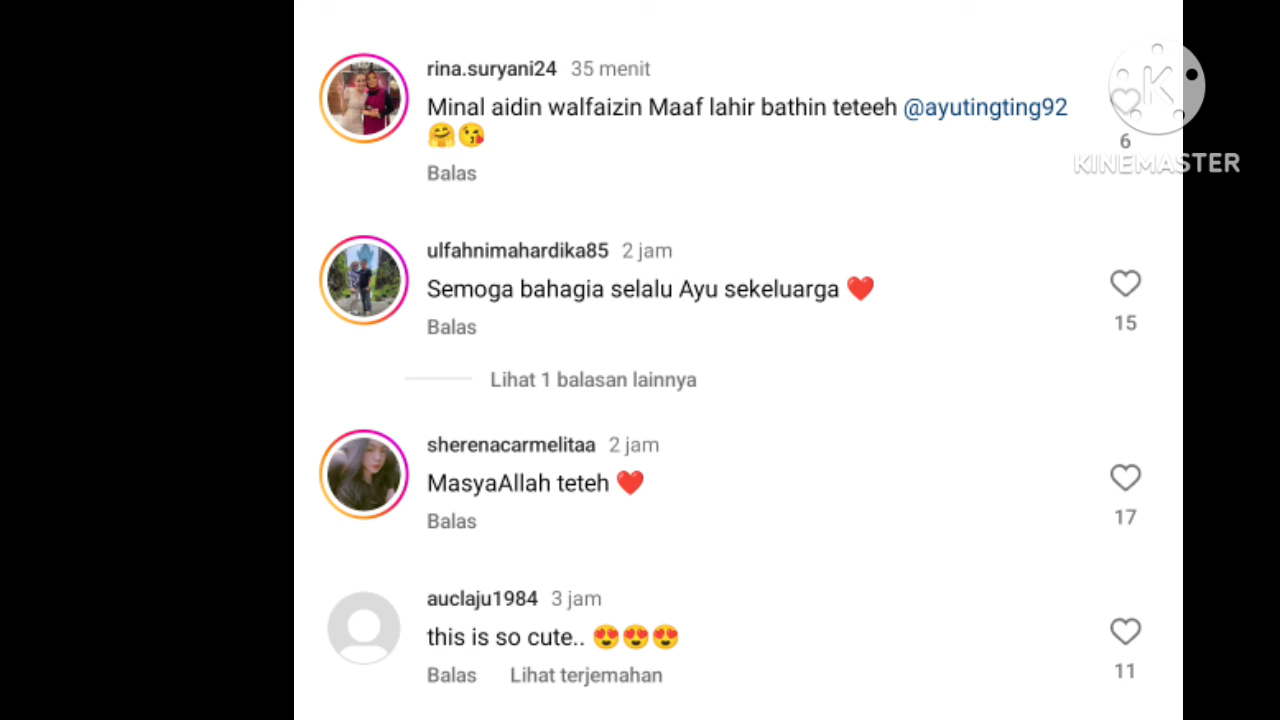 rina.suryani24 35 menit
Minal aidin walfaizin Maaf lahir bathin teteeh @ayutingting92
🤗😘
6
Balas
K
KINEMASTER
ulfahnimahardika85 2 jam
Semoga bahagia selalu Ayu sekeluarga ❤️
15
Balas
Lihat 1 balasan lainnya
sherenacarmelitaa 2 jam
MasyaAllah teteh ❤️
17
Balas
auclaju1984 3 jam
this is so cute.. 😍😍😍
11
Balas Lihat terjemahan